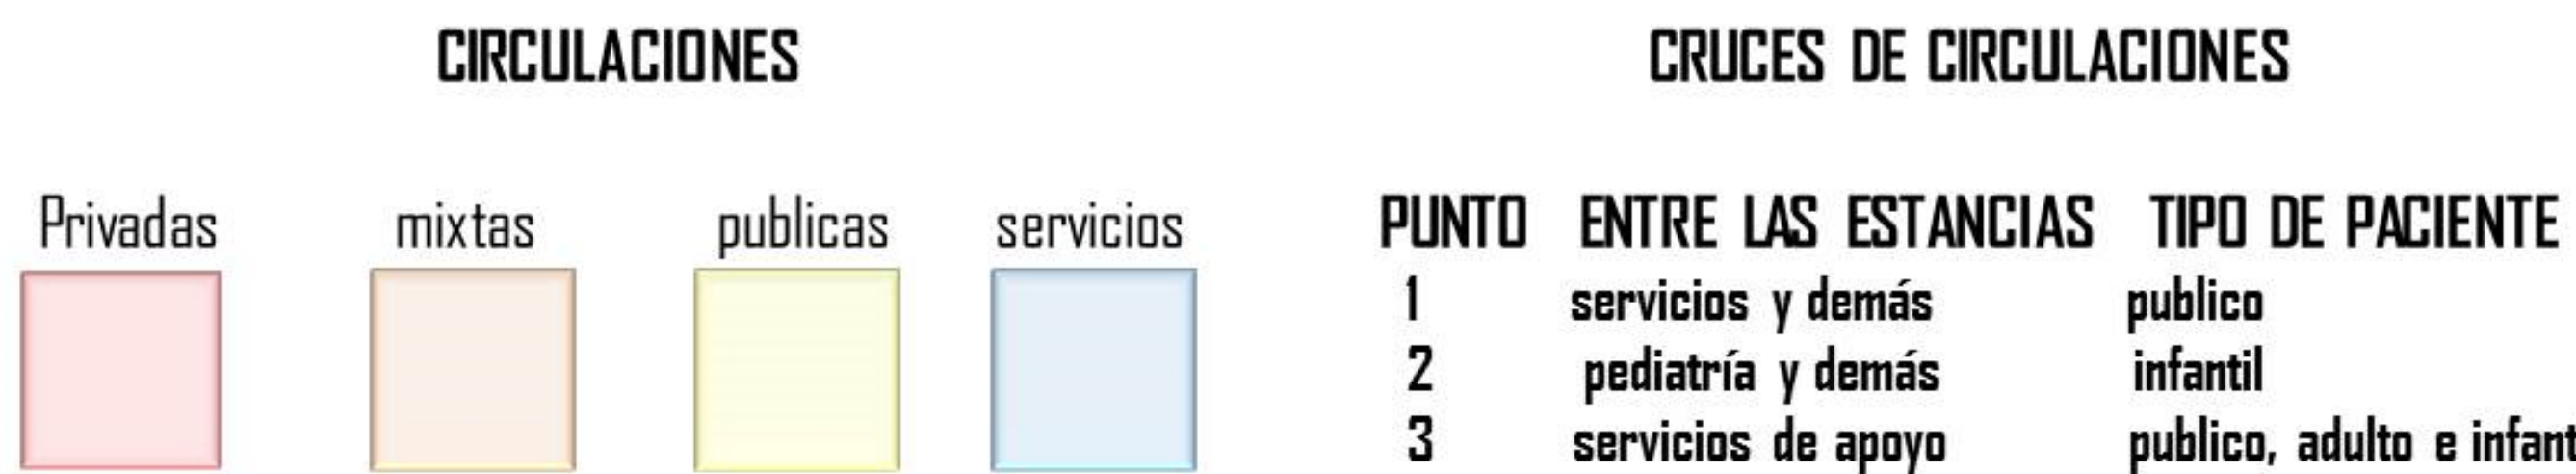 CIRCULACIONES
Privadas mixtas publicas servicios
CRUCES DE CIRCULACIONES
PUNTO ENTRE LAS ESTANCIAS TIPO DE PACIENTE
1 servicios y demás publico
2 pediatría y demás infantil
3 servicios de apoyo publico, adulto e infant